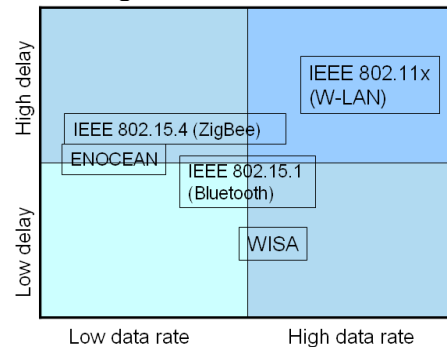 High delay
IEEE 802.11x
(W-LAN)
IEEE 802.15.4 (ZigBee)
ENOCEAN
IEEE 802.15.1
(Bluetooth)
Low delay
WISA
Low data rate
High data rate